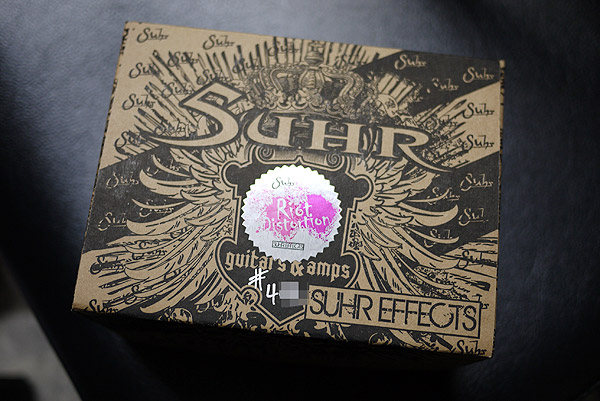 SUHR
Suhr
Riot
Distortion
guitars & amps
#4
SUHR EFFECTS